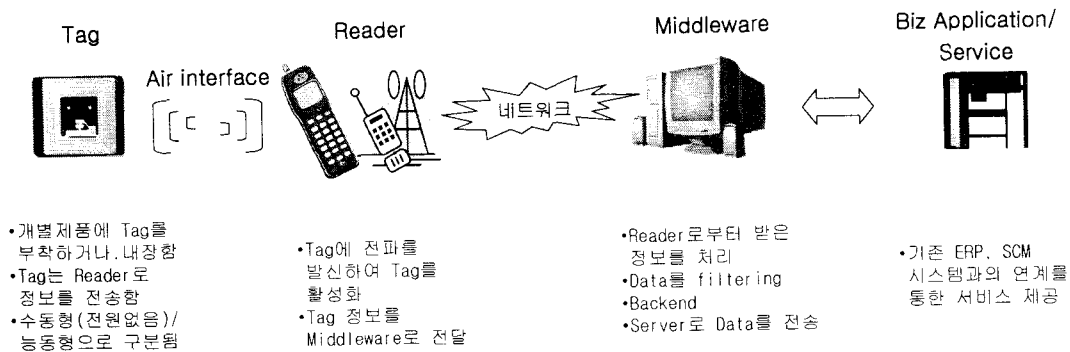 Tag
Air interface
Reader
네트워크
Middleware
Biz Application/
Service
•개별제품에 Tag를
부착하거나.내장함
•Tag는 Reader로
정보를 전송함
•수동형(전원없음)/
능동형으로 구분됨
•Tag에 전파를
발신하여 Tag를
활성화
•Tag 정보를
Middleware로 전달
•Reader로부터 받은
정보를 처리
•Data를 filtering
•Backend
•Server로 Data를 전송
•기존 ERP, SCM
시스템과의 연계를
통한 서비스 제공